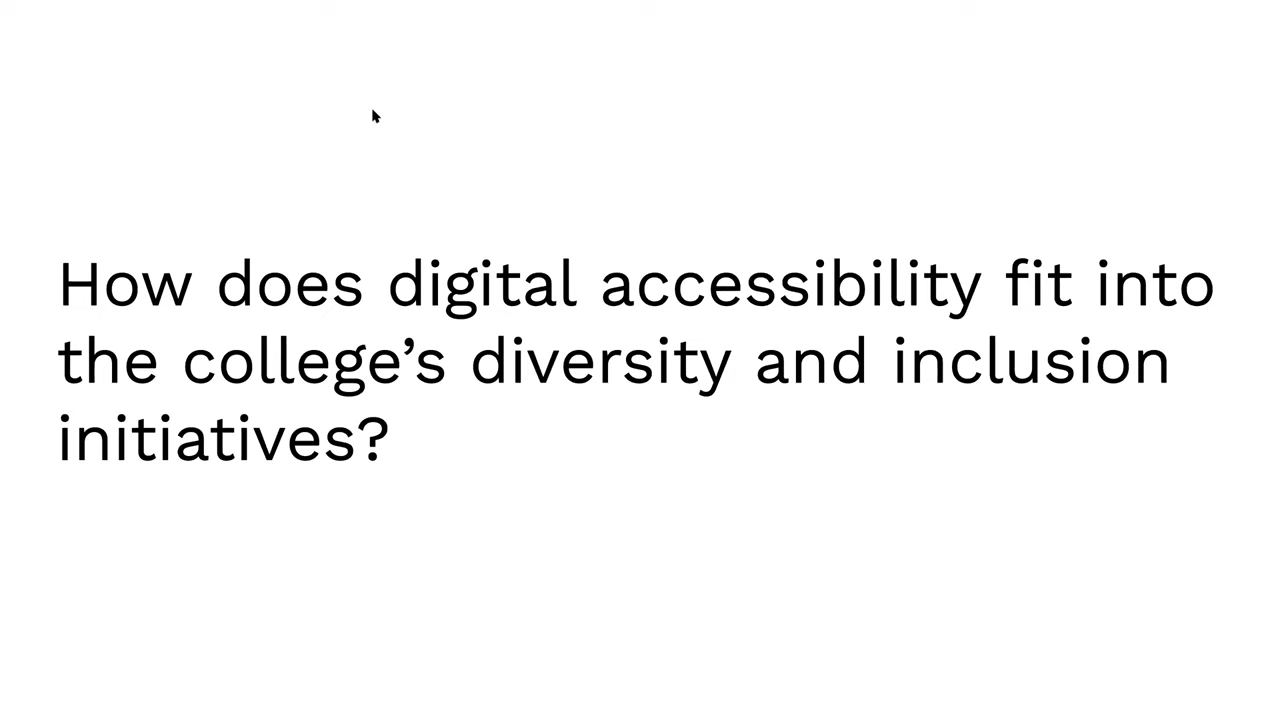 How does digital accessibility fit into
the college’s diversity and inclusion
initiatives?